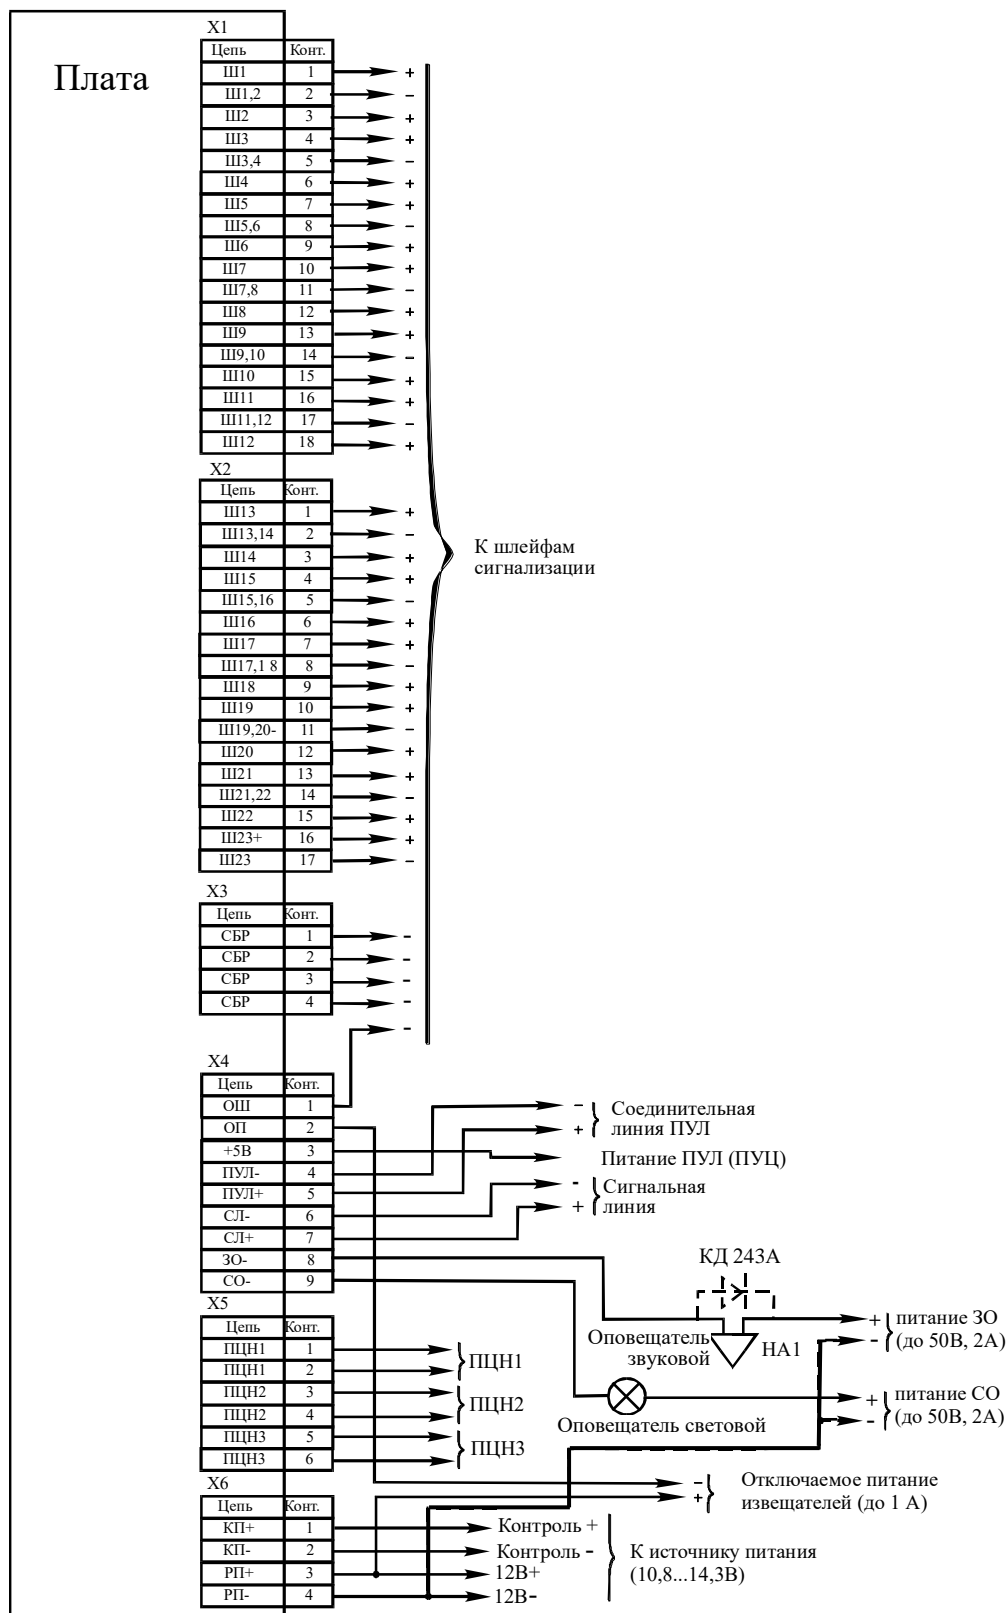 Плата
X1
Цепь Конт.
Ш1 1 +
Ш1,2 2 −
Ш2 3 +
Ш3 4 +
Ш3,4 5 −
Ш4 6 +
Ш5 7 +
Ш5,6 8 −
Ш6 9 +
Ш7 10 +
Ш7,8 11 −
Ш8 12 +
Ш9 13 +
Ш9,10 14 −
Ш10 15 +
Ш11 16 +
Ш11,12 17 −
Ш12 18 +
X2
Цепь Конт.
Ш13 1 +
Ш13,14 2 −
Ш14 3 +
Ш15 4 +
Ш15,16 5 −
Ш16 6 +
Ш17 7 +
Ш17,1 8 8 −
Ш18 9 +
Ш19 10 +
Ш19,20- 11 −
Ш20 12 +
Ш21 13 +
Ш21,22 14 −
Ш22 15 +
Ш23+ 16 +
Ш23 17 −
К шлейфам
сигнализации
X3
Цепь Конт.
СБР 1 -
СБР 2 -
СБР 3 -
СБР 4 -
-
X4
Цепь Конт.
ОШ 1
ОП 2
+5В 3
ПУЛ- 4
ПУЛ+ 5
СЛ- 6
СЛ+ 7
ЗО- 8
СО- 9
− Соединительная
+ линия ПУЛ
Питание ПУЛ (ПУЦ)
- Сигнальная
+ линия
КД 243А
Оповещатель
звуковой
НА1
+ питание ЗО
- (до 50В, 2А)
Оповещатель световой
+ питание СО
- (до 50В, 2А)
X5
Цепь Конт.
ПЦН1 1
ПЦН1 2
ПЦН2 3
ПЦН2 4
ПЦН3 5
ПЦН3 6
ПЦН1
ПЦН2
ПЦН3
− Отключаемое питание
+ извещателей (до 1 А)
X6
Цепь Конт.
КП+ 1 Контроль +
КП- 2 Контроль −
РП+ 3 12В+
РП- 4 12В−
К источнику питания
(10,8...14,3В)